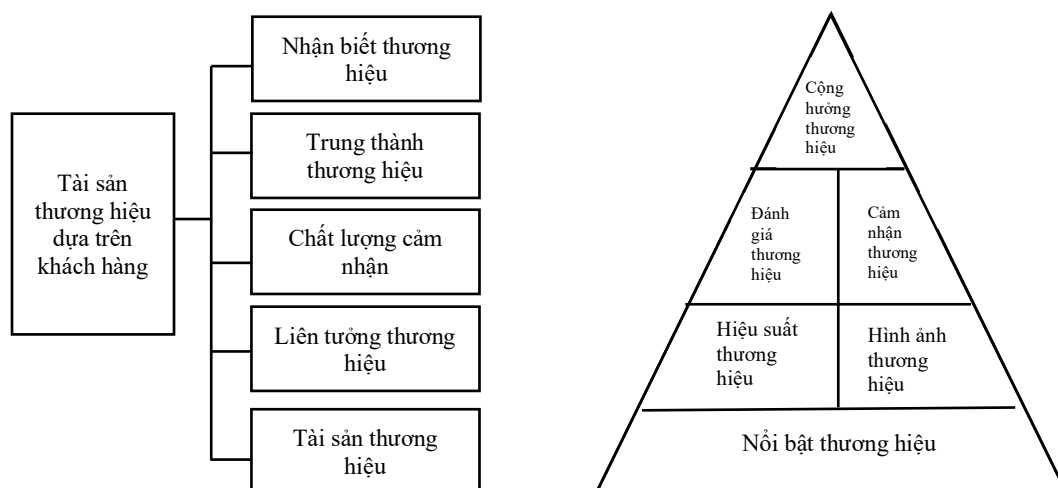 Tài sản
thương hiệu
dựa trên
khách hàng
Nhận biết thương
hiệu
Trung thành
thương hiệu
Chất lượng cảm
nhận
Liên tưởng thương
hiệu
Tài sản thương
hiệu
Cộng
hưởng
thương
hiệu
Đánh
giá
thương
hiệu
Cảm
nhận
thương
hiệu
Hiệu suất
thương
hiệu
Hình ảnh
thương
hiệu
Nổi bật thương hiệu